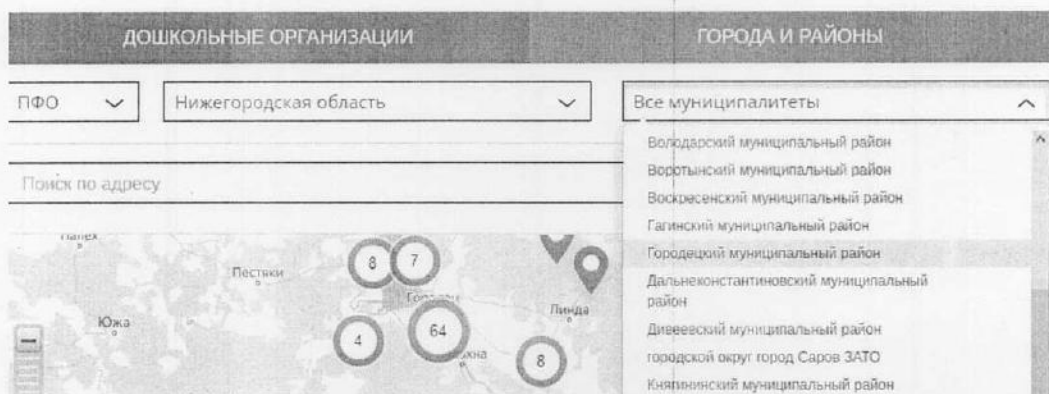 ДОШКОЛЬНЫЕ ОРГАНИЗАЦИИ
ГОРОДА И РАЙОНЫ
ПФО
Нижегородская область
Все муниципалитеты
Поиск по адресу
Володарский муниципальный район
Воротынский муниципальный район
Воскресенский муниципальный район
Гагинский муниципальный район
Городецкий муниципальный район
Дальнеконстантиновский муниципальный
район
Дивеевский муниципальный район
городской округ город Саров ЗАТО
Княгининский муниципальный район
Палех
Пестяки
8
7
Южа
Линда
4
64
8